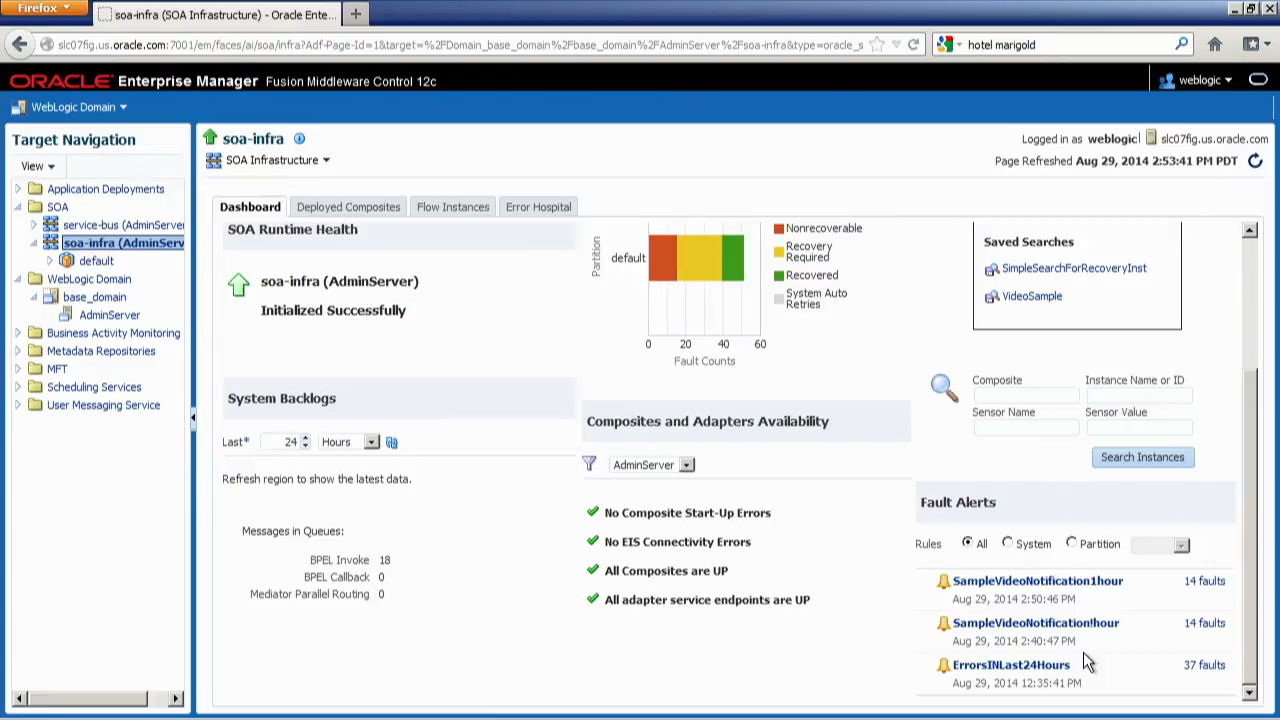 Firefox
soa-infra (SOA Infrastructure) - Oracle Ente...
slc07fig.us.oracle.com:7001/em/faces/ai/soa/infra?Adf-Page-Id=1&target=%2FDomain_base_domain%2Fbase_domain%2FAdminServer%2Fsoa-infra&type=oracle_s
hotel marigold
ORACLE Enterprise Manager Fusion Middleware Control 12c
weblogic
WebLogic Domain
Target Navigation
View
Application Deployments
SOA
service-bus (AdminServer
soa-infra (AdminServ
default
WebLogic Domain
base_domain
AdminServer
Business Activity Monitoring
Metadata Repositories
MFT
Scheduling Services
User Messaging Service
soa-infra
SOA Infrastructure
Logged in as weblogic
slc07fig.us.oracle.com
Page Refreshed Aug 29, 2014 2:53:41 PM PDT
Dashboard
Deployed Composites
Flow Instances
Error Hospital
SOA Runtime Health
soa-infra (AdminServer)
Initialized Successfully
System Backlogs
Last* 24 Hours
Refresh region to show the latest data.
Messages in Queues:
BPEL Invoke 18
BPEL Callback 0
Mediator Parallel Routing 0
Partition
default
0 20 40 60
Fault Counts
Nonrecoverable
Recovery
Required
Recovered
System Auto
Retries
Composites and Adapters Availability
AdminServer
No Composite Start-Up Errors
No EIS Connectivity Errors
All Composites are UP
All adapter service endpoints are UP
Saved Searches
SimpleSearchForRecoveryInst
VideoSample
Composite
Instance Name or ID
Sensor Name
Sensor Value
Search Instances
Fault Alerts
Rules All System Partition
SampleVideoNotification1hour 14 faults
Aug 29, 2014 2:50:46 PM
SampleVideoNotification!hour 14 faults
Aug 29, 2014 2:40:47 PM
ErrorsINLast24Hours 37 faults
Aug 29, 2014 12:35:41 PM